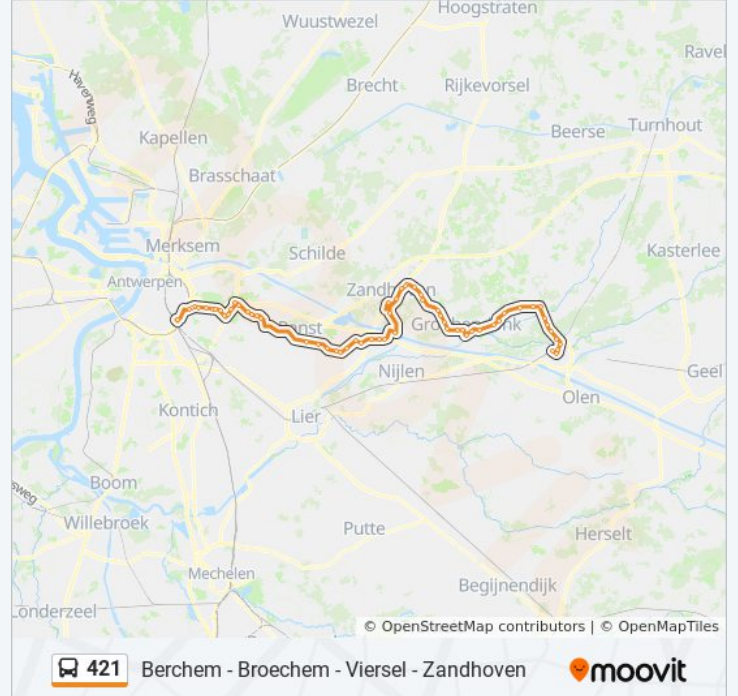 Hoogstraten
Wuustwezel
Ravel
Havenweg
Brecht
Rijkevorsel
Kapellen
Beerse
Turnhout
Brasschaat
Merksem
Schilde
Kasterlee
Antwerpen
Nijlen
Geel
Olen
Kontich
Lier
Boom
sweg
Willebroek
Putte
Herselt
Mechelen
Begijnendijk
Londerzeel
© OpenStreetMap contributors | © OpenMapTiles
421 Berchem - Broechem - Viersel - Zandhoven moovit